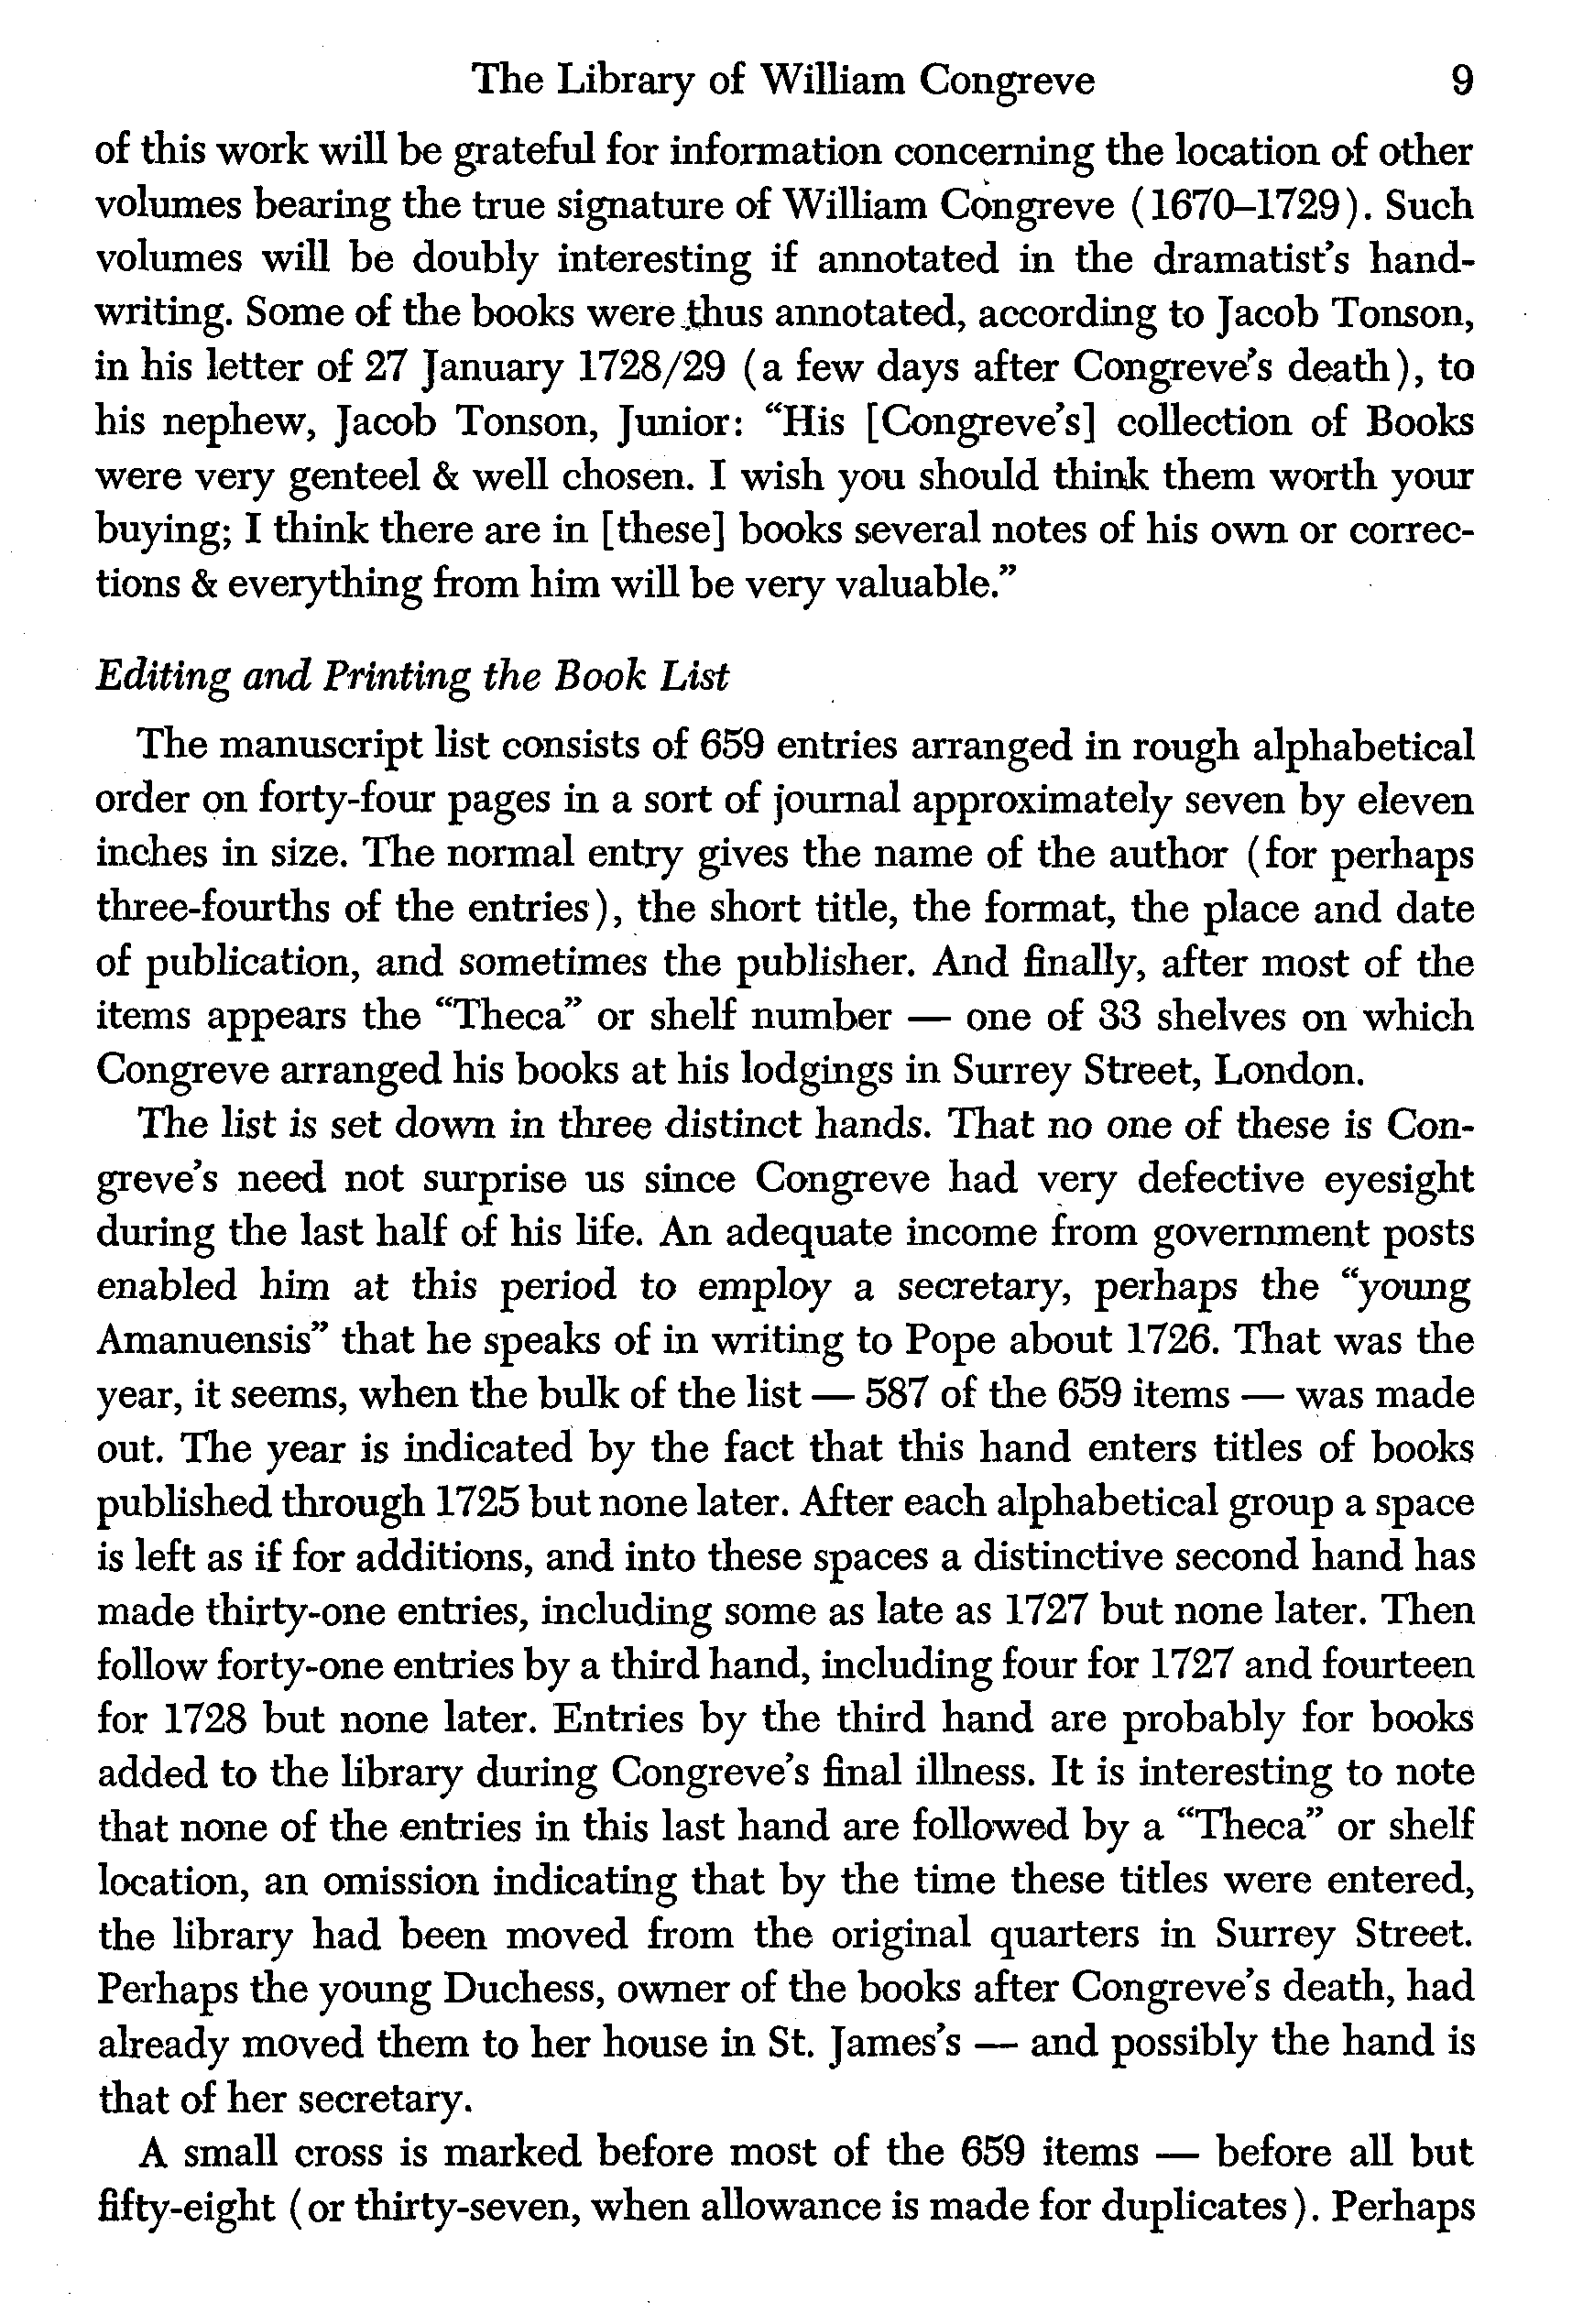 The Library of William Congreve 9
of this work will be grateful for information concerning the location of other
volumes bearing the true signature of William Congreve (1670–1729). Such
volumes will be doubly interesting if annotated in the dramatist's hand-
writing. Some of the books were thus annotated, according to Jacob Tonson,
in his letter of 27 January 1728/29 (a few days after Congreve's death), to
his nephew, Jacob Tonson, Junior: “His [Congreve's] collection of Books
were very genteel & well chosen. I wish you should think them worth your
buying; I think there are in [these] books several notes of his own or correc-
tions & everything from him will be very valuable.”
Editing and Printing the Book List
The manuscript list consists of 659 entries arranged in rough alphabetical
order on forty-four pages in a sort of journal approximately seven by eleven
inches in size. The normal entry gives the name of the author (for perhaps
three-fourths of the entries), the short title, the format, the place and date
of publication, and sometimes the publisher. And finally, after most of the
items appears the “Theca” or shelf number — one of 33 shelves on which
Congreve arranged his books at his lodgings in Surrey Street, London.
The list is set down in three distinct hands. That no one of these is Con-
greve's need not surprise us since Congreve had very defective eyesight
during the last half of his life. An adequate income from government posts
enabled him at this period to employ a secretary, perhaps the “young
Amanuensis” that he speaks of in writing to Pope about 1726. That was the
year, it seems, when the bulk of the list — 587 of the 659 items — was made
out. The year is indicated by the fact that this hand enters titles of books
published through 1725 but none later. After each alphabetical group a space
is left as if for additions, and into these spaces a distinctive second hand has
made thirty-one entries, including some as late as 1727 but none later. Then
follow forty-one entries by a third hand, including four for 1727 and fourteen
for 1728 but none later. Entries by the third hand are probably for books
added to the library during Congreve's final illness. It is interesting to note
that none of the entries in this last hand are followed by a “Theca” or shelf
location, an omission indicating that by the time these titles were entered,
the library had been moved from the original quarters in Surrey Street.
Perhaps the young Duchess, owner of the books after Congreve's death, had
already moved them to her house in St. James's — and possibly the hand is
that of her secretary.
A small cross is marked before most of the 659 items — before all but
fifty-eight (or thirty-seven, when allowance is made for duplicates). Perhaps